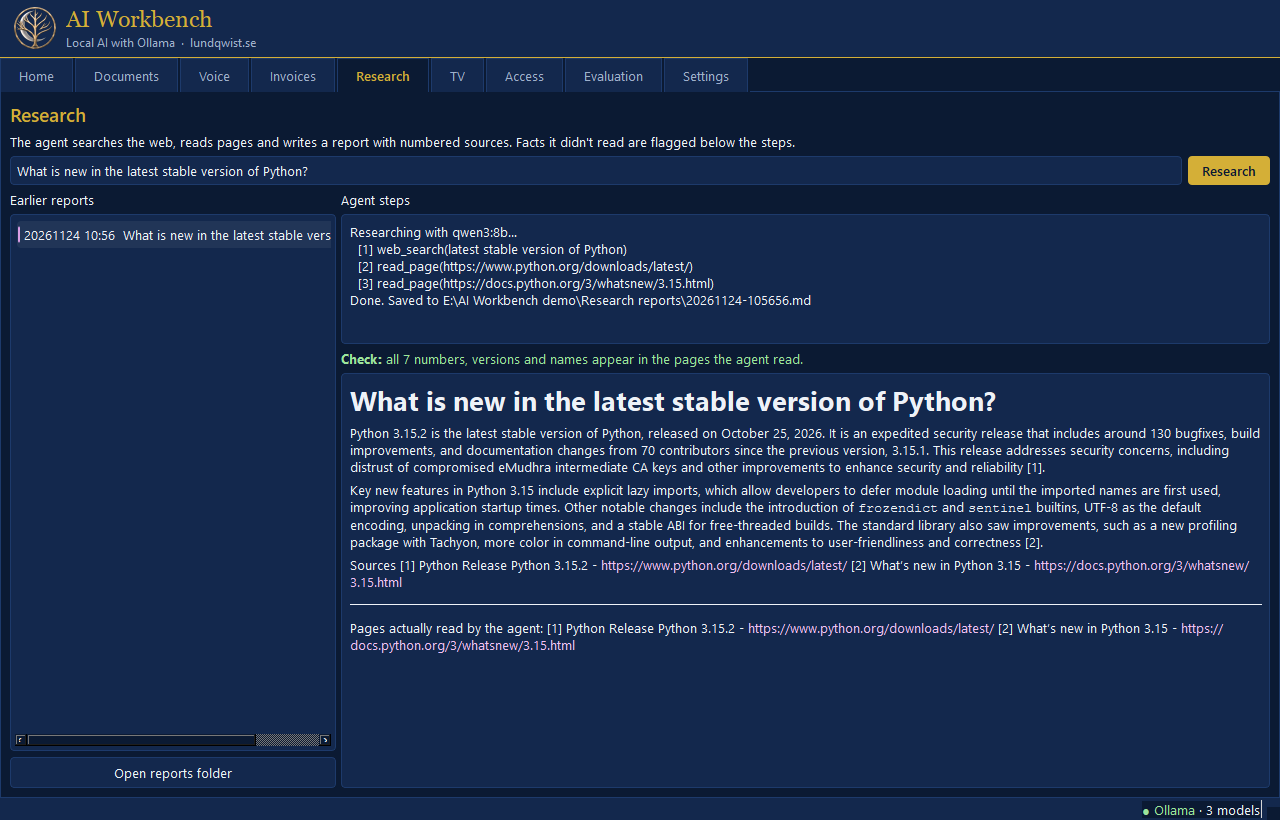 AI Workbench
Local AI with Ollama · lundqwist.se
Home
Documents
Voice
Invoices
Research
TV
Access
Evaluation
Settings
Research
The agent searches the web, reads pages and writes a report with numbered sources. Facts it didn't read are flagged below the steps.
What is new in the latest stable version of Python?
Research
Earlier reports
20261124 10:56 What is new in the latest stable vers
Open reports folder
Agent steps
Researching with qwen3:8b...
[1] web_search(latest stable version of Python)
[2] read_page(https://www.python.org/downloads/latest/)
[3] read_page(https://docs.python.org/3/whatsnew/3.15.html)
Done. Saved to E:\AI Workbench demo\Research reports\20261124-105656.md
Check: all 7 numbers, versions and names appear in the pages the agent read.
What is new in the latest stable version of Python?
Python 3.15.2 is the latest stable version of Python, released on October 25, 2026. It is an expedited security release that includes around 130 bugfixes, build
improvements, and documentation changes from 70 contributors since the previous version, 3.15.1. This release addresses security concerns, including
distrust of compromised eMudhra intermediate CA keys and other improvements to enhance security and reliability [1].
Key new features in Python 3.15 include explicit lazy imports, which allow developers to defer module loading until the imported names are first used,
improving application startup times. Other notable changes include the introduction of frozendict and sentinel builtins, UTF-8 as the default
encoding, unpacking in comprehensions, and a stable ABI for free-threaded builds. The standard library also saw improvements, such as a new profiling
package with Tachyon, more color in command-line output, and enhancements to user-friendliness and correctness [2].
Sources [1] Python Release Python 3.15.2 - https://www.python.org/downloads/latest/ [2] What's new in Python 3.15 - https://docs.python.org/3/whatsnew/
3.15.html
Pages actually read by the agent: [1] Python Release Python 3.15.2 - https://www.python.org/downloads/latest/ [2] What's new in Python 3.15 - https://
docs.python.org/3/whatsnew/3.15.html
Ollama · 3 models